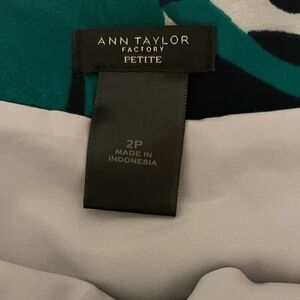 ANN TAYLOR
FACTORY
PETITE
2P
MADE IN
INDONESIA